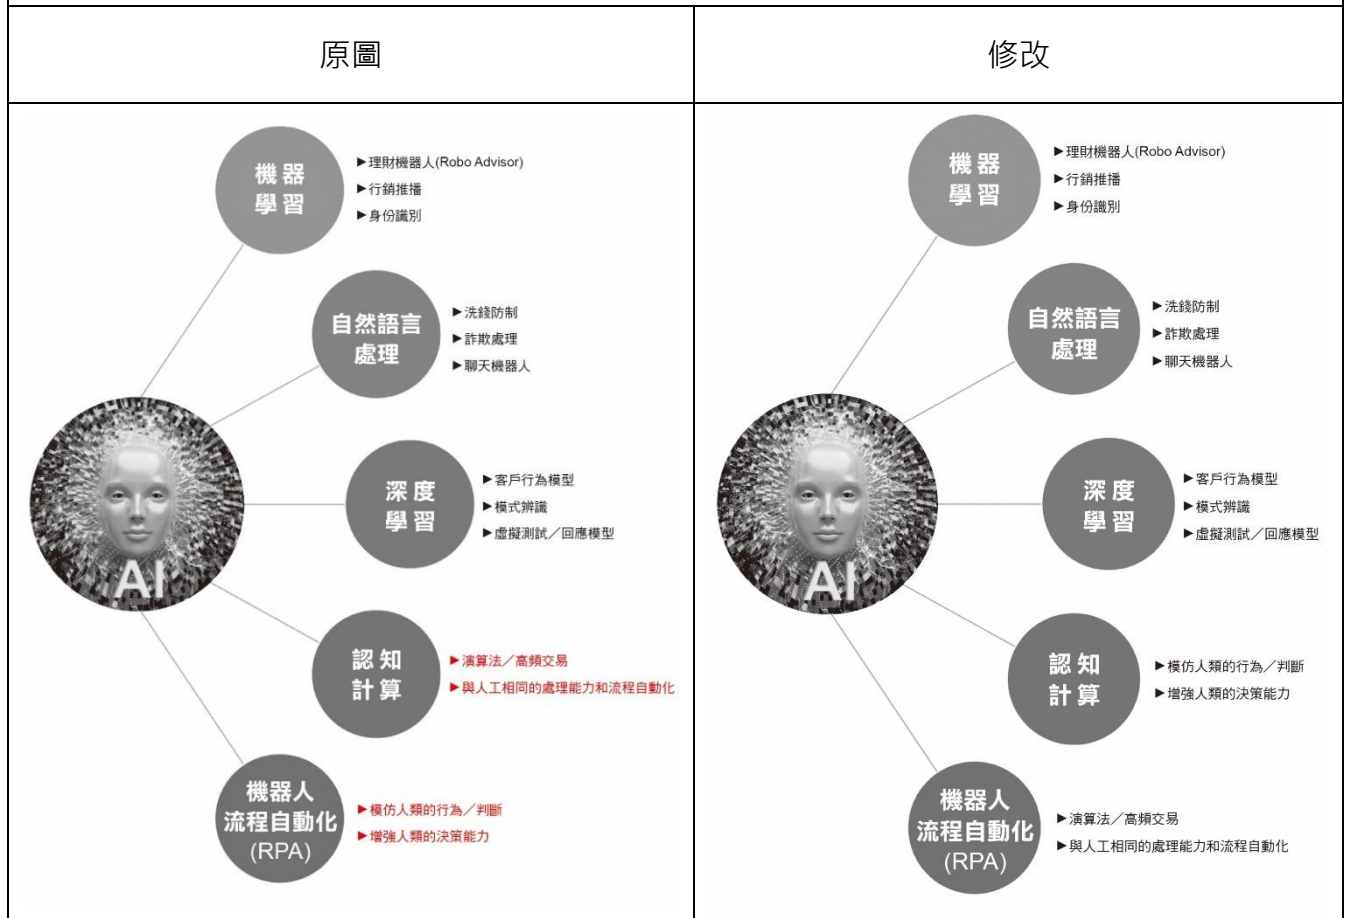 原圖
修改
機器
學習
►理財機器人(Robo Advisor)
►行銷推播
►身份識別
自然語言
處理
►洗錢防制
►詐欺處理
►聊天機器人
深度
學習
►客戶行為模型
►模式辨識
►虛擬測試／回應模型
AI
認知
計算
►演算法／高頻交易
►與人工相同的處理能力和流程自動化
機器人
流程自動化
(RPA)
►模仿人類的行為／判斷
►增強人類的決策能力
機器
學習
►理財機器人(Robo Advisor)
►行銷推播
►身份識別
自然語言
處理
►洗錢防制
►詐欺處理
►聊天機器人
深度
學習
►客戶行為模型
►模式辨識
►虛擬測試／回應模型
AI
認知
計算
►模仿人類的行為／判斷
►增強人類的決策能力
機器人
流程自動化
(RPA)
►演算法／高頻交易
►與人工相同的處理能力和流程自動化